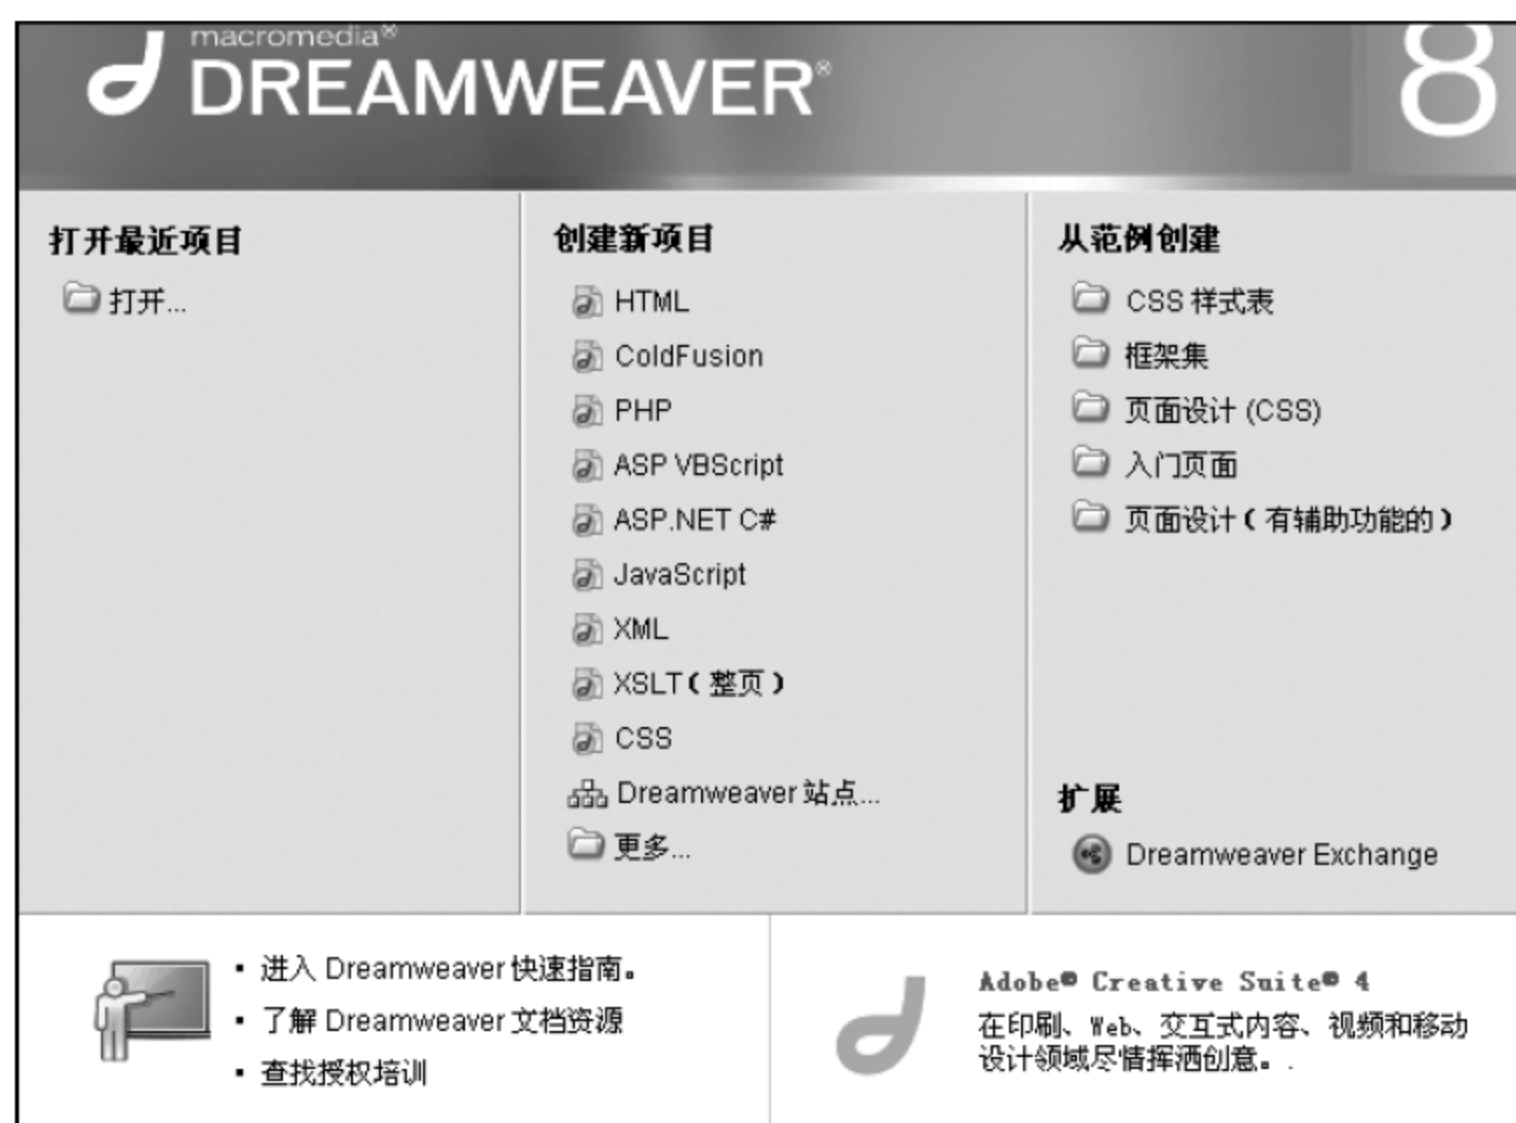 macromedia®
DREAMWEAVER®
8
打开最近项目
打开...
创建新项目
HTML
ColdFusion
PHP
ASP VBScript
ASP.NET C#
JavaScript
XML
XSLT（整页）
CSS
Dreamweaver 站点...
更多...
从范例创建
CSS 样式表
框架集
页面设计 (CSS)
入门页面
页面设计（有辅助功能的）
扩展
Dreamweaver Exchange
▪ 进入 Dreamweaver 快速指南。
▪ 了解 Dreamweaver 文档资源
▪ 查找授权培训
Adobe® Creative Suite® 4
在印刷、Web、交互式内容、视频和移动
设计领域尽情挥洒创意。.